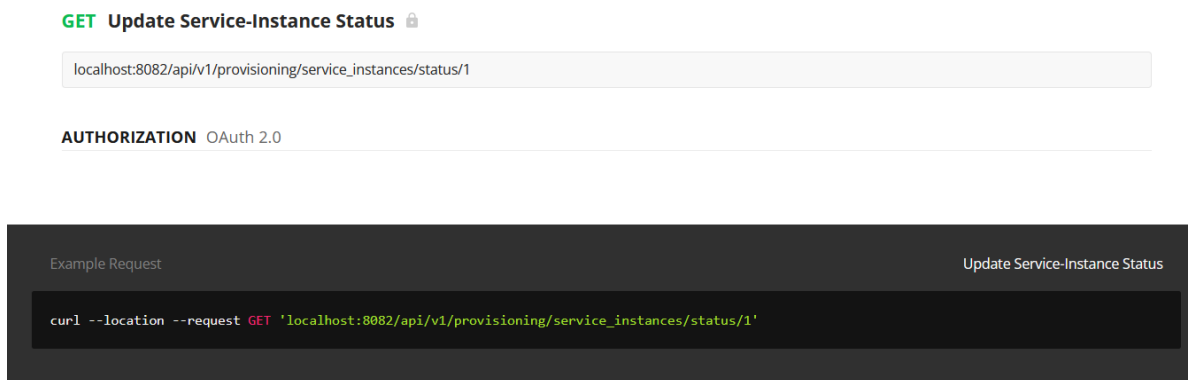 GET Update Service-Instance Status
localhost:8082/api/v1/provisioning/service_instances/status/1
AUTHORIZATION OAuth 2.0
Example Request Update Service-Instance Status
curl --location --request GET 'localhost:8082/api/v1/provisioning/service_instances/status/1'